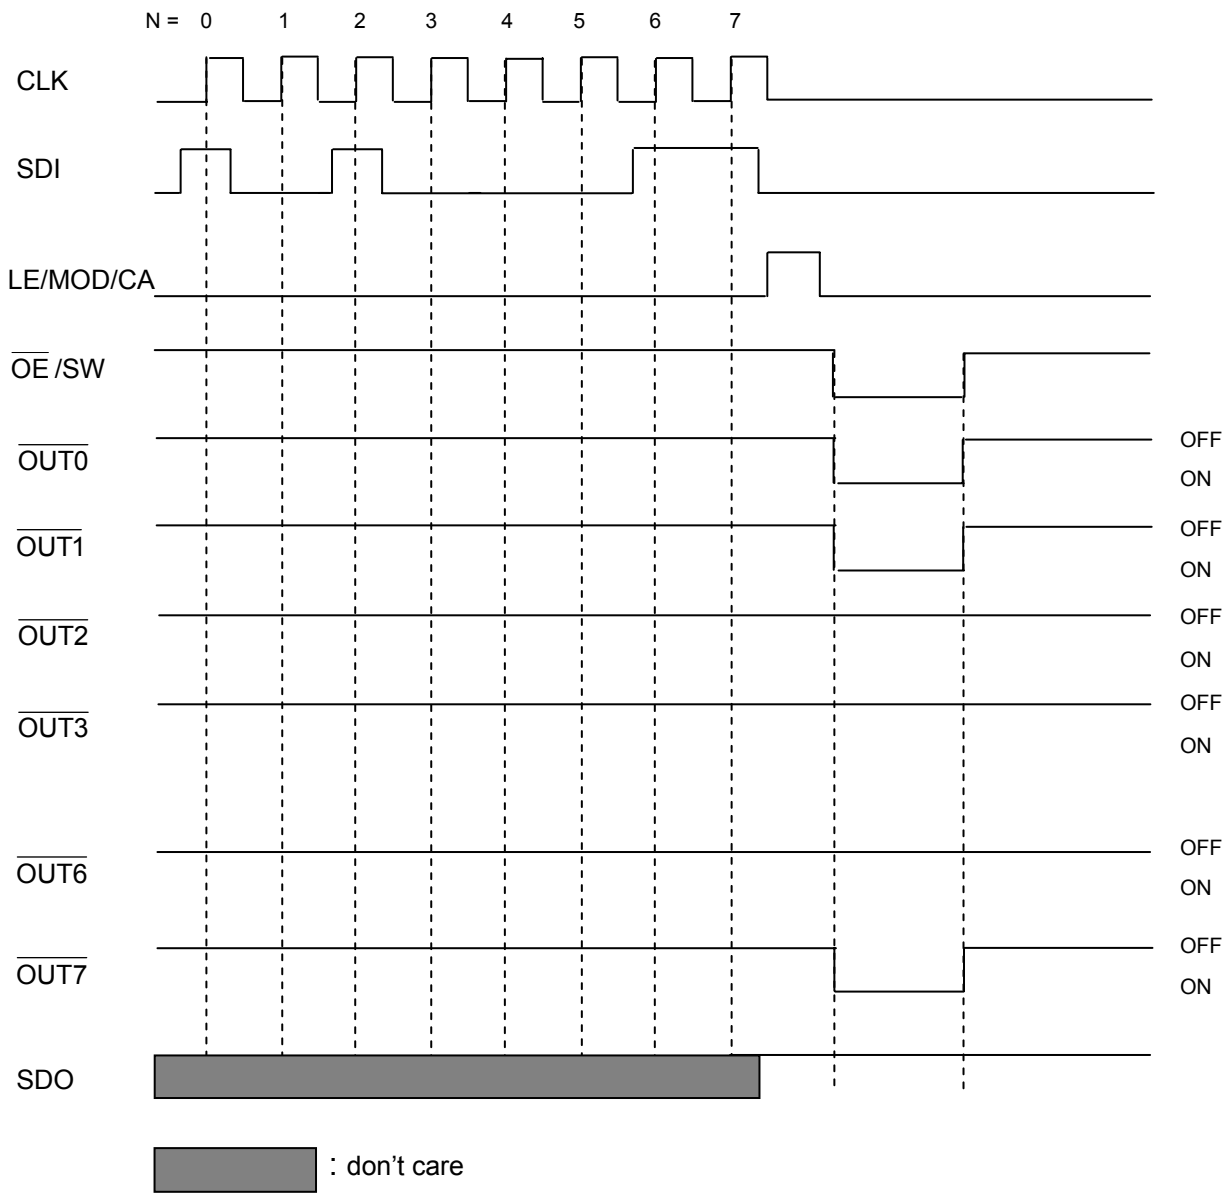 N = 0 1 2 3 4 5 6 7
CLK
SDI
LE/MOD/CA
OE /SW
OUT0
OFF
ON
OUT1
OFF
ON
OUT2
OFF
ON
OUT3
OFF
ON
OUT6
OFF
ON
OUT7
OFF
ON
SDO
: don't care